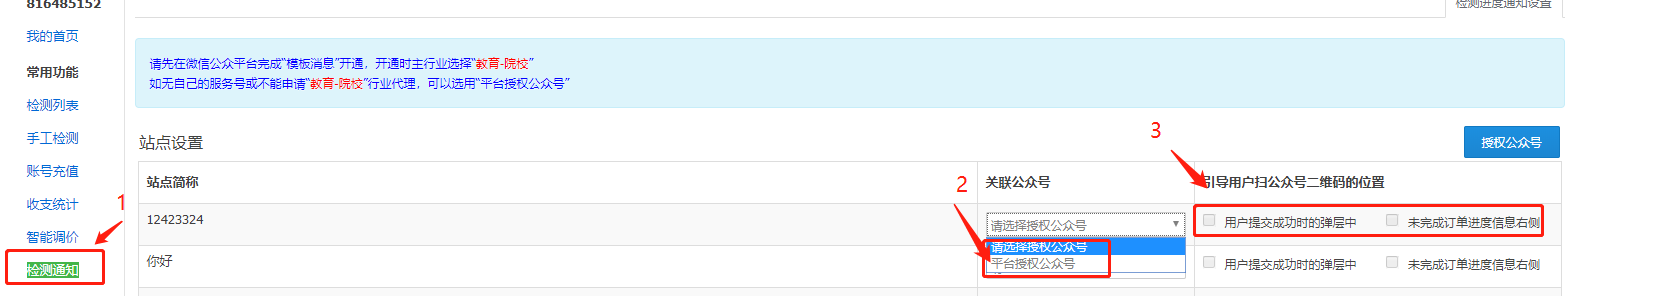 816485152
检测进度通知设置
我的首页
常用功能
检测列表
手工检测
账号充值
收支统计
智能调价
检测通知
1
请先在微信公众平台完成“模板消息”开通，开通时主行业选择“教育-院校”
如无自己的服务号或不能申请“教育-院校”行业代理，可以选用“平台授权公众号”
站点设置
3
授权公众号
站点简称
2
关联公众号
引导用户扫公众号二维码的位置
12423324
请选择授权公众号
用户提交成功时的弹层中
未完成订单进度信息右侧
请选择授权公众号
平台授权公众号
你好
用户提交成功时的弹层中
未完成订单进度信息右侧